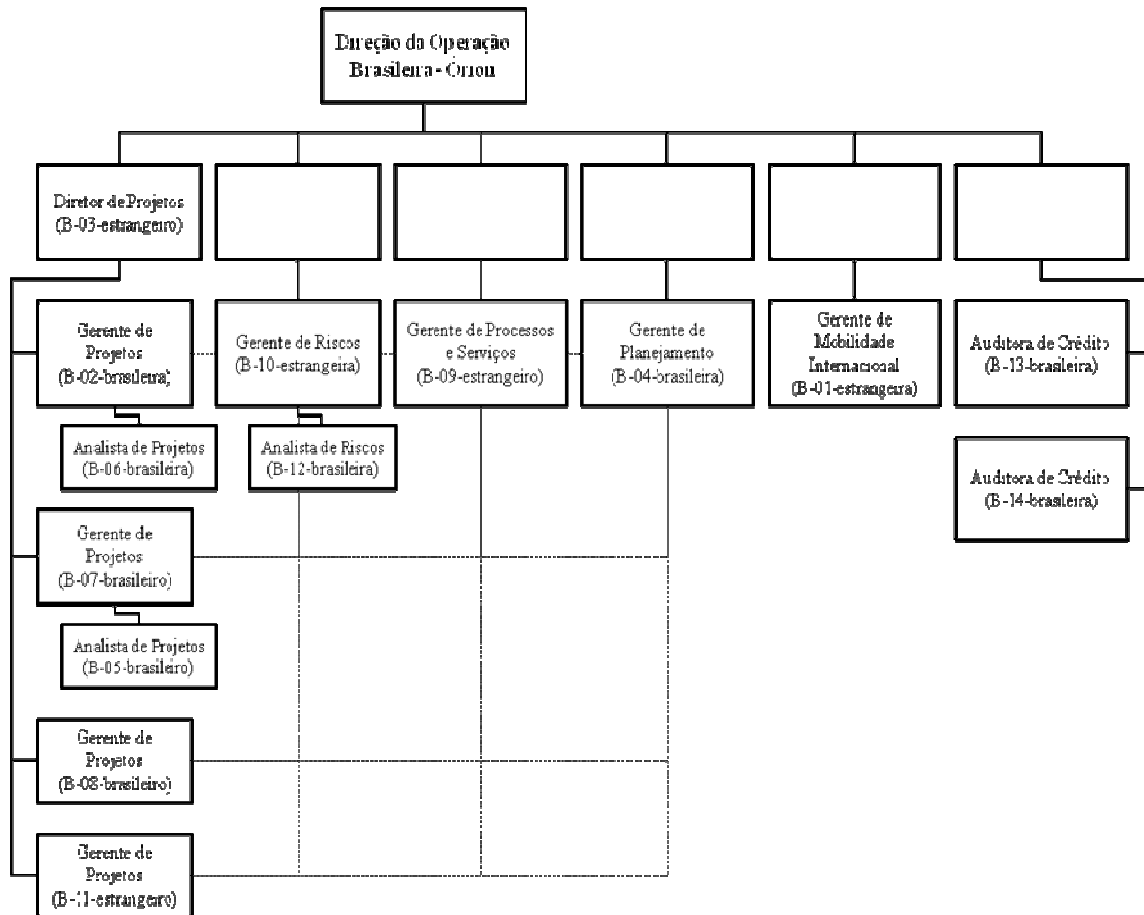 Direção da Operação
Brasileira - Orion
Diretor de Projetos
(B-03-estrangeiro)
Gerente de
Projetos
(B-02-brasileira)
Gerente de Riscos
(B-10-estrangeira)
Gerente de Processos
e Serviços
(B-09-estrangeiro)
Gerente de
Planejamento
(B-04-brasileira)
Gerente de
Mobilidade
Internacional
(B-01-estrangeira)
Auditora de Crédito
(B-13-brasileira)
Analista de Projetos
(B-06-brasileira)
Analista de Riscos
(B-12-brasileira)
Auditora de Crédito
(B-14-brasileira)
Gerente de
Projetos
(B-07-brasileiro)
Analista de Projetos
(B-05-brasileiro)
Gerente de
Projetos
(B-08-brasileiro)
Gerente de
Projetos
(B-11-estrangeiro)